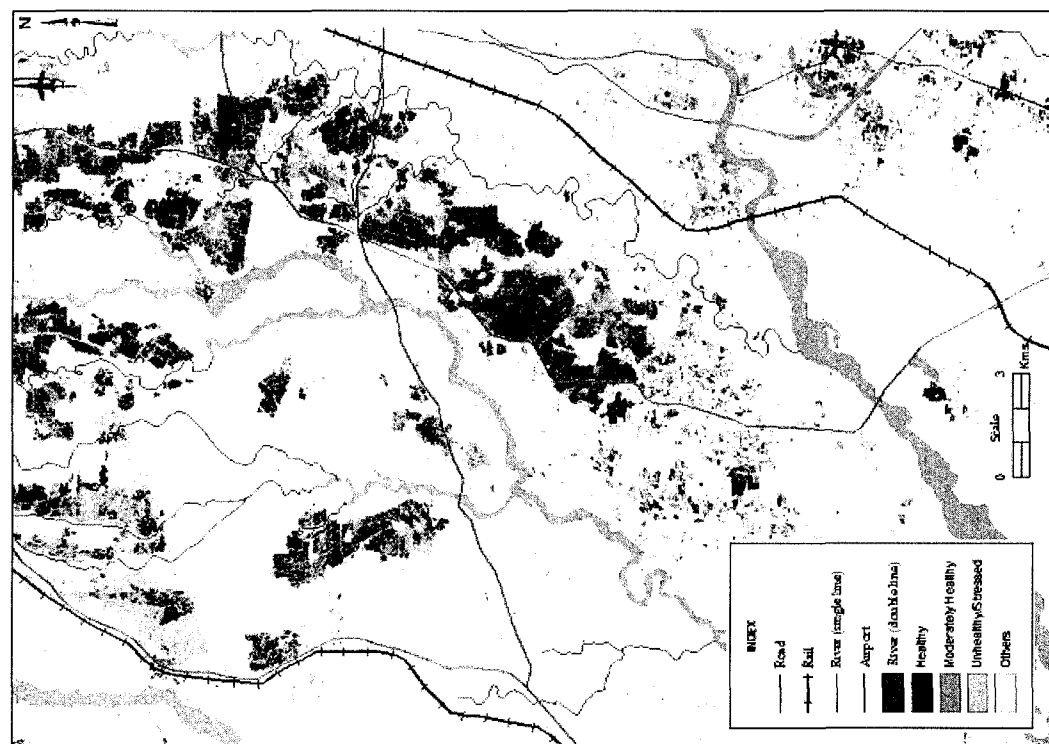 N
INDEX
Road
Rail
River (single line)
Airport
River (double line)
Healthy
Moderately Healthy
Unhealthy/Stressed
Others
Scale
0 3
Kms